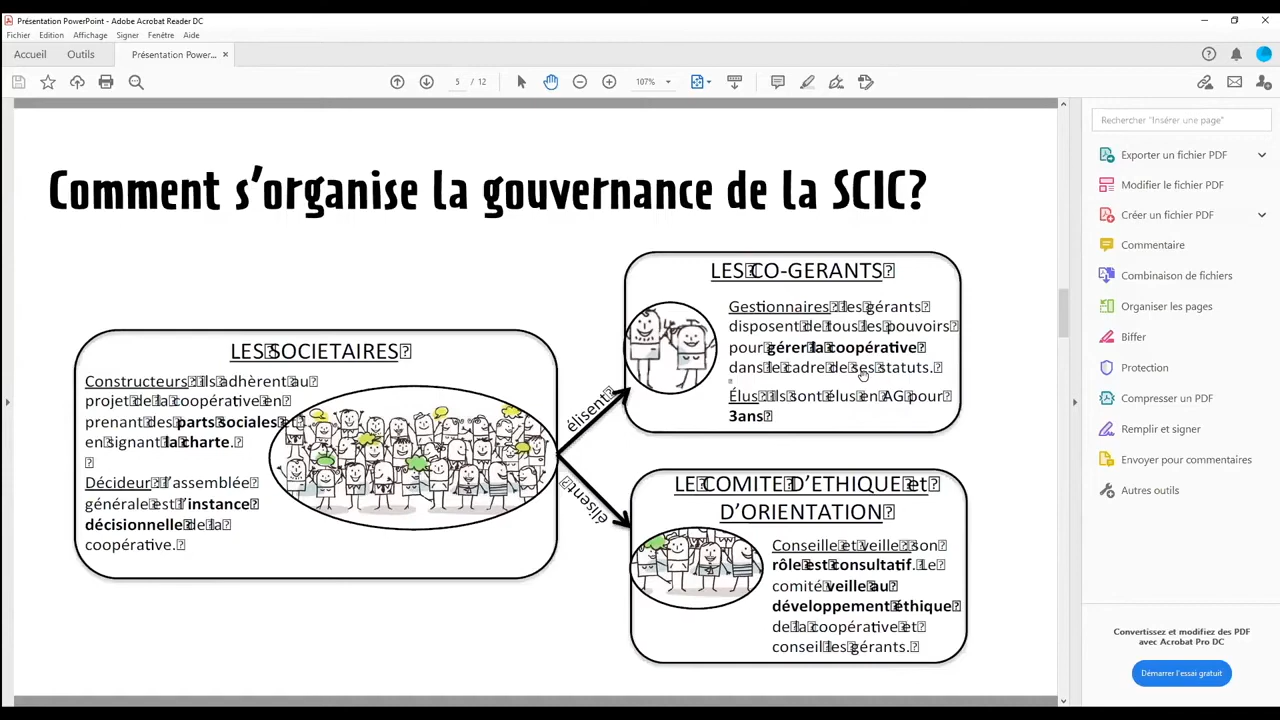 Présentation PowerPoint - Adobe Acrobat Reader DC
Fichier Edition Affichage Signer Fenêtre Aide
Accueil Outils Présentation Power... ×
5 / 12 107%
Rechercher "Insérer une page"
Exporter un fichier PDF
Modifier le fichier PDF
Créer un fichier PDF
Commentaire
Combinaison de fichiers
Organiser les pages
Biffer
Protection
Compresser un PDF
Remplir et signer
Envoyer pour commentaires
Autres outils
Convertissez et modifiez des PDF
avec Acrobat Pro DC
Démarrer l'essai gratuit
Comment s'organise la gouvernance de la SCIC?
LES SOCIETAIRES
Constructeurs ils adhèrent au
projet de la coopérative en
prenant des parts sociales et
en signant la charte.
Décideur l'assemblée
générale est l'instance
décisionnelle de la
coopérative.
élisent
élisent
LES CO-GERANTS
Gestionnaires les gérants
disposent de tous les pouvoirs
pour gérer la coopérative
dans le cadre de ses statuts.
Élus ils sont élus en AG pour
3 ans
LE COMITE D'ETHIQUE et
D'ORIENTATION
Conseille et veille son
rôle est consultatif. Le
comité veille au
développement éthique
de la coopérative et
conseil les gérants.